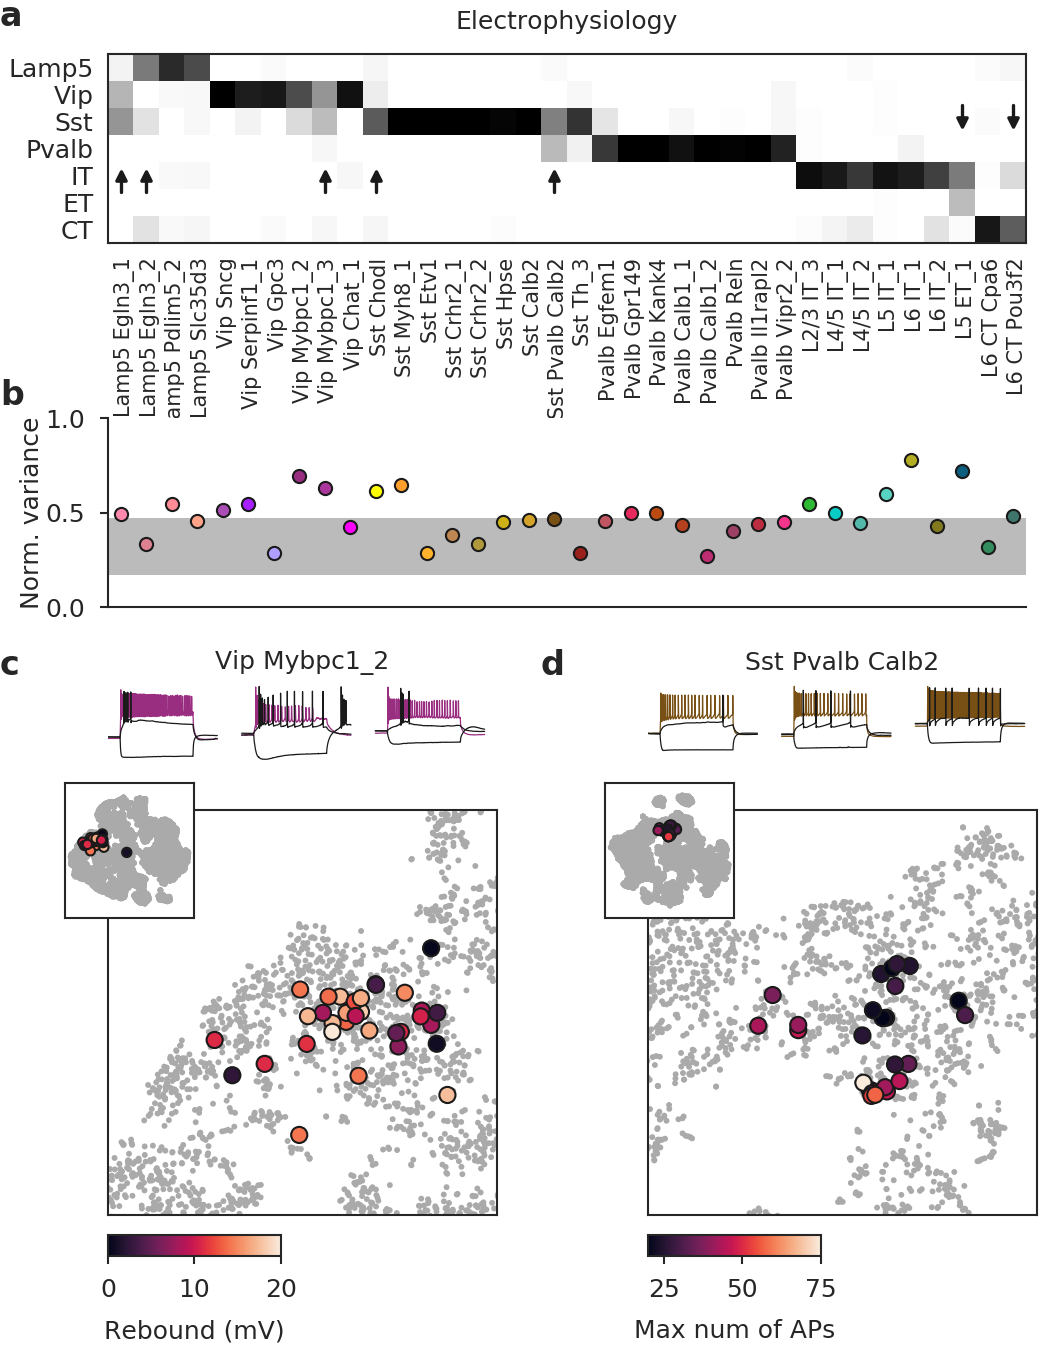 a
Electrophysiology
Lamp5
Vip
Sst
Pvalb
IT
ET
CT
Lamp5 Egln3_1
Lamp5 Egln3_2
amp5 Pdlim5_2
Lamp5 Slc35d3
Vip Sncg
Vip Serpinf1_1
Vip Gpc3
Vip Mybpc1_2
Vip Mybpc1_3
Vip Chat_1
Sst Chodl
Sst Myh8_1
Sst Etv1
Sst Crhr2_1
Sst Crhr2_2
Sst Hpse
Sst Calb2
Sst Pvalb Calb2
Sst Th_3
Pvalb Egfem1
Pvalb Gpr149
Pvalb Kank4
Pvalb Calb1_1
Pvalb Calb1_2
Pvalb Reln
Pvalb Il1rapl2
Pvalb Vipr2_2
L2/3 IT_3
L4/5 IT_1
L4/5 IT_2
L5 IT_1
L6 IT_1
L6 IT_2
L5 ET_1
L6 CT Cpa6
L6 CT Pou3f2
b
Norm. variance
1.0
0.5
0.0
c
Vip Mybpc1_2
0 10 20
Rebound (mV)
d
Sst Pvalb Calb2
25 50 75
Max num of APs